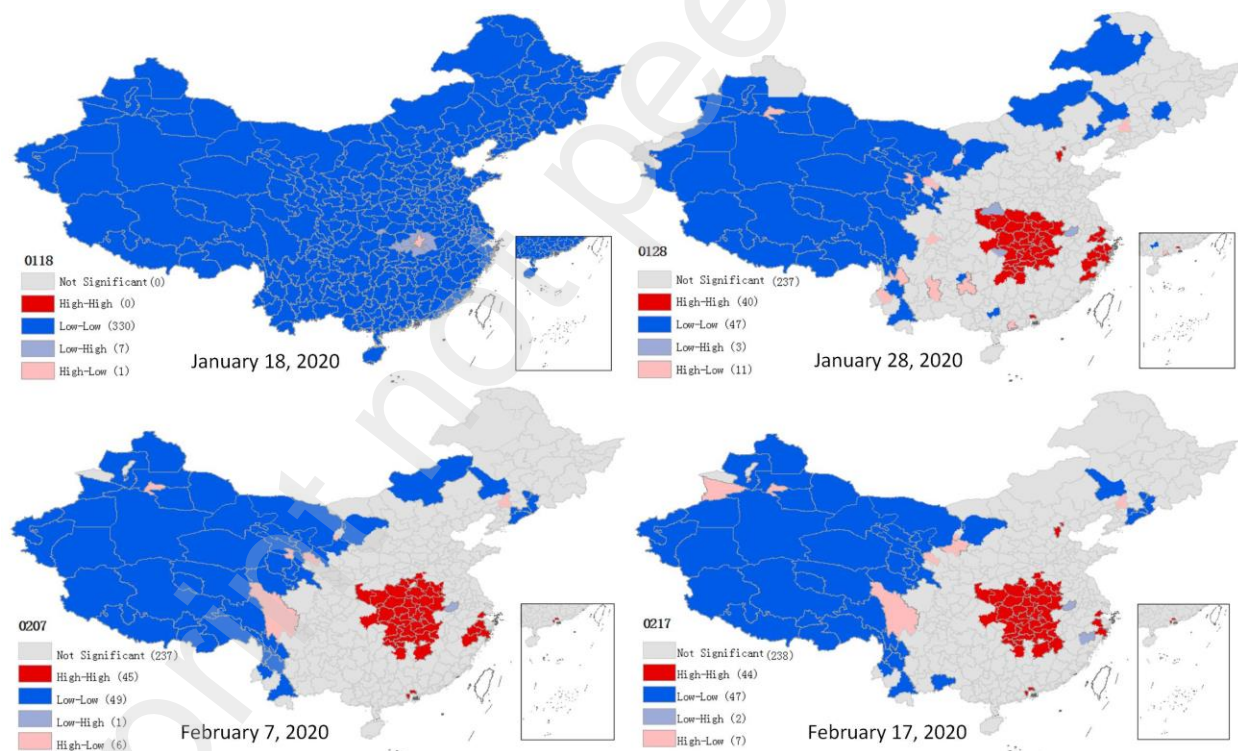 0118
Not Significant(0)
High-High (0)
Low-Low (330)
Low-High (7)
High-Low (1)
January 18, 2020
0128
Not Significant (237)
High-High (40)
Low-Low (47)
Low-High (3)
High-Low (11)
January 28, 2020
0207
Not Significant (237)
High-High (45)
Low-Low (49)
Low-High (1)
High-Low (6)
February 7, 2020
0217
Not Significant (238)
High-High (44)
Low-Low (47)
Low-High (2)
High-Low (7)
February 17, 2020
print not pee